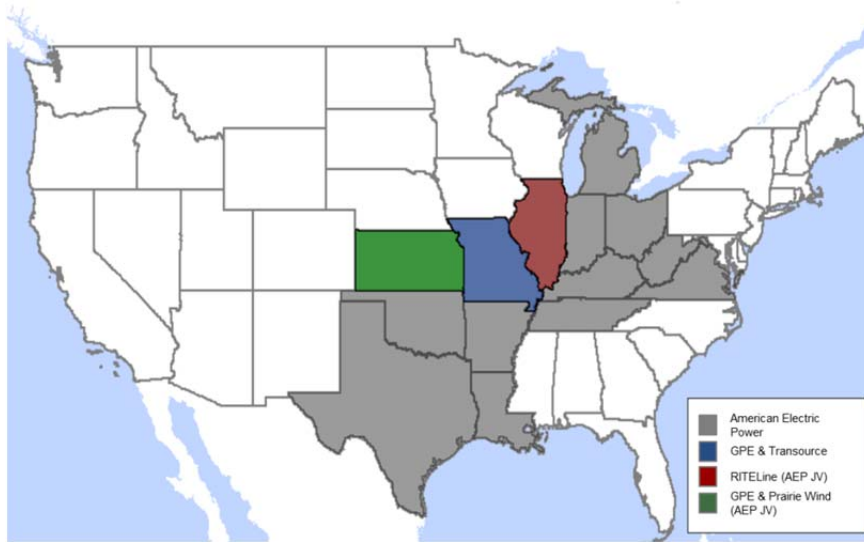 American Electric
Power
GPE & Transource
RITELine (AEP JV)
GPE & Prairie Wind
(AEP JV)